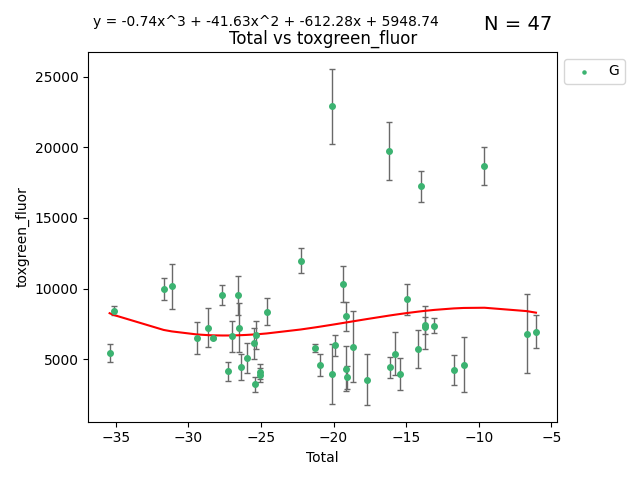 y = -0.74x^3 + -41.63x^2 + -612.28x + 5948.74
N = 47
Total vs toxgreen_fluor
G
25000
20000
15000
10000
5000
toxgreen_fluor
−35 −30 −25 −20 −15 −10 −5
Total